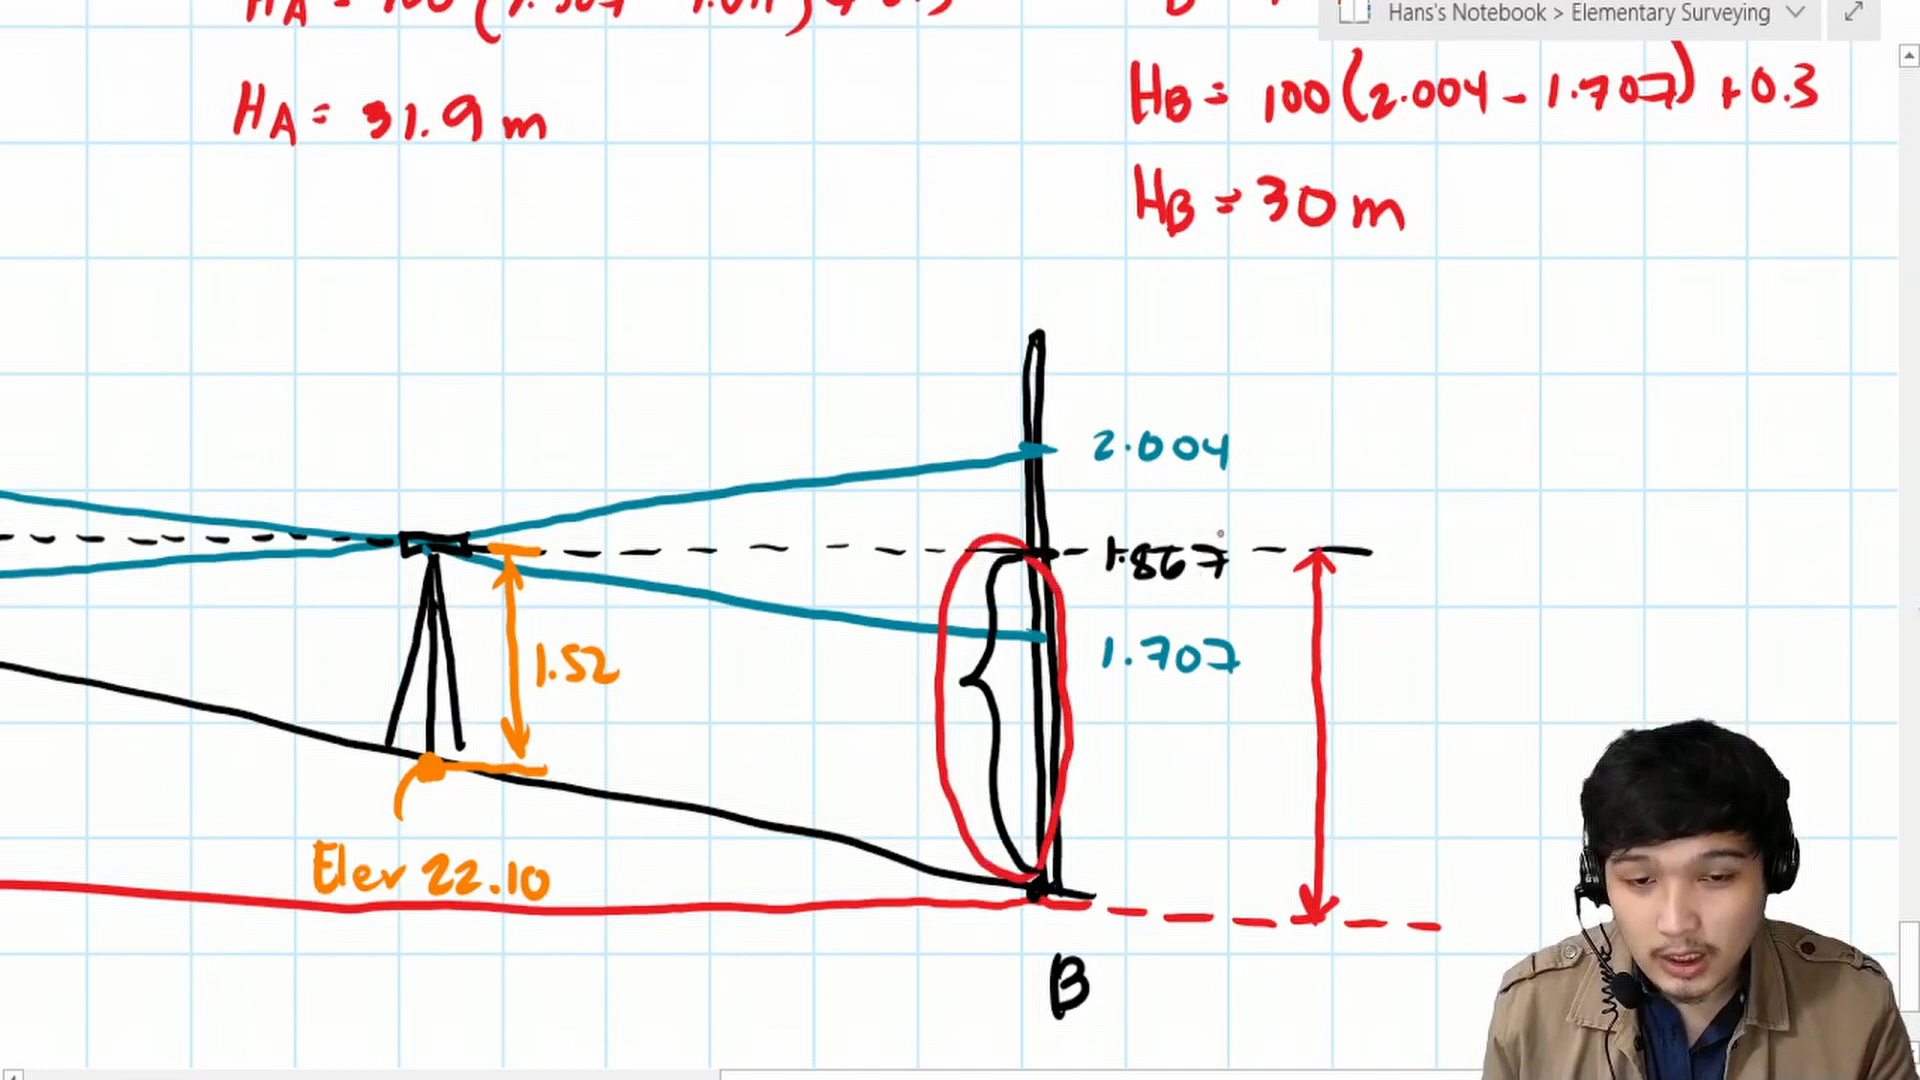 Hans's Notebook > Elementary Surveying
HA = 31.9 m
HB = 100(2.004 - 1.707) + 0.3
HB = 30 m
2.004
1.867
1.52
1.707
Elev 22.10
B